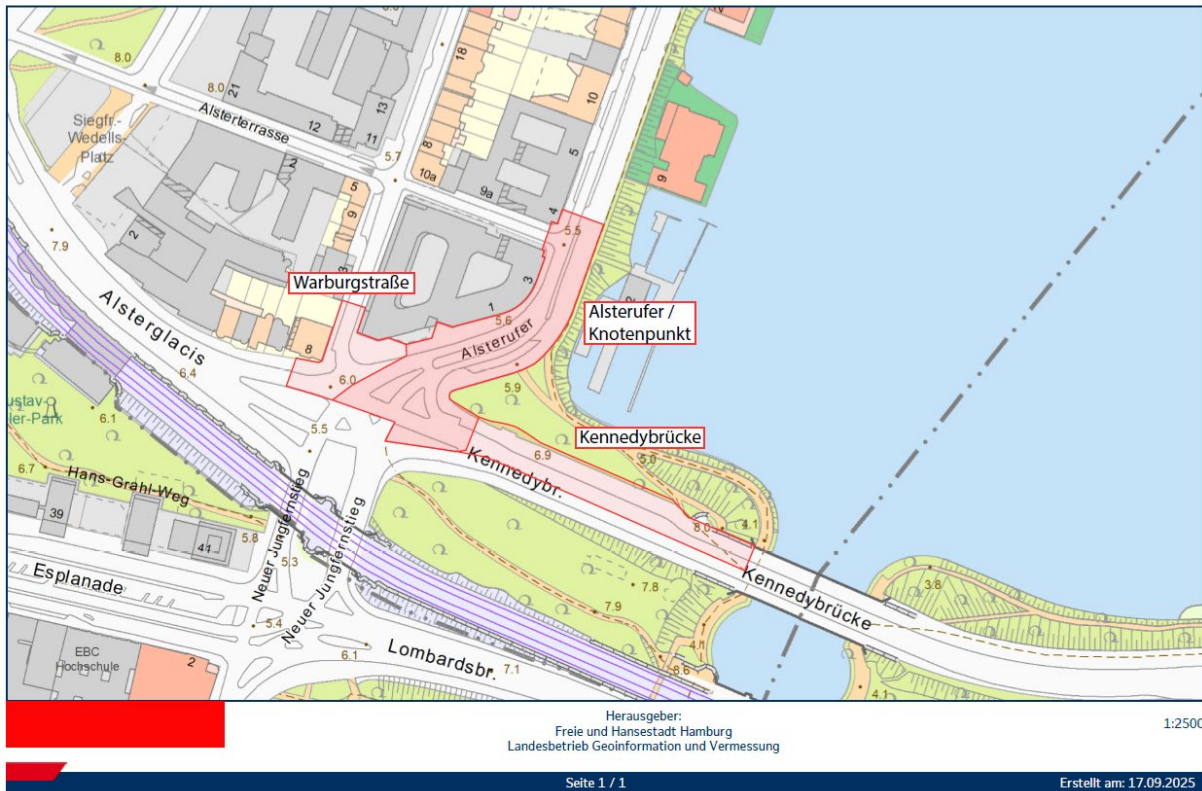 8.0
8.0
21
12
13
11
Alsterterrasse
18
8
10a
10
5
9a
5.7
9
Siegfr.-
Wedells-
Platz
2
5
9
3
2
4
5.5
7.9
Warburgstraße
3
1
5.6
Alsterufer
Alsterufer /
Knotenpunkt
2
8
6.0
Alsterglacis
6.4
5.9
ustav-
ler-Park
6.1
5.5
Kennedybrücke
6.9
5.0
Kennedybr.
6.7
Hans-Grahl-Weg
39
41
5.8
Neuer Jungfernstieg
5.3
Neuer Jungfernstieg
8.0
4.1
Kennedybrücke
3.8
7.8
7.9
Esplanade
5.4
6.1
Lombardsbr.
7.1
4.1
8.6
4.1
EBC
Hochschule
2
Herausgeber:
Freie und Hansestadt Hamburg
Landesbetrieb Geoinformation und Vermessung
1:2500
Seite 1 / 1
Erstellt am: 17.09.2025